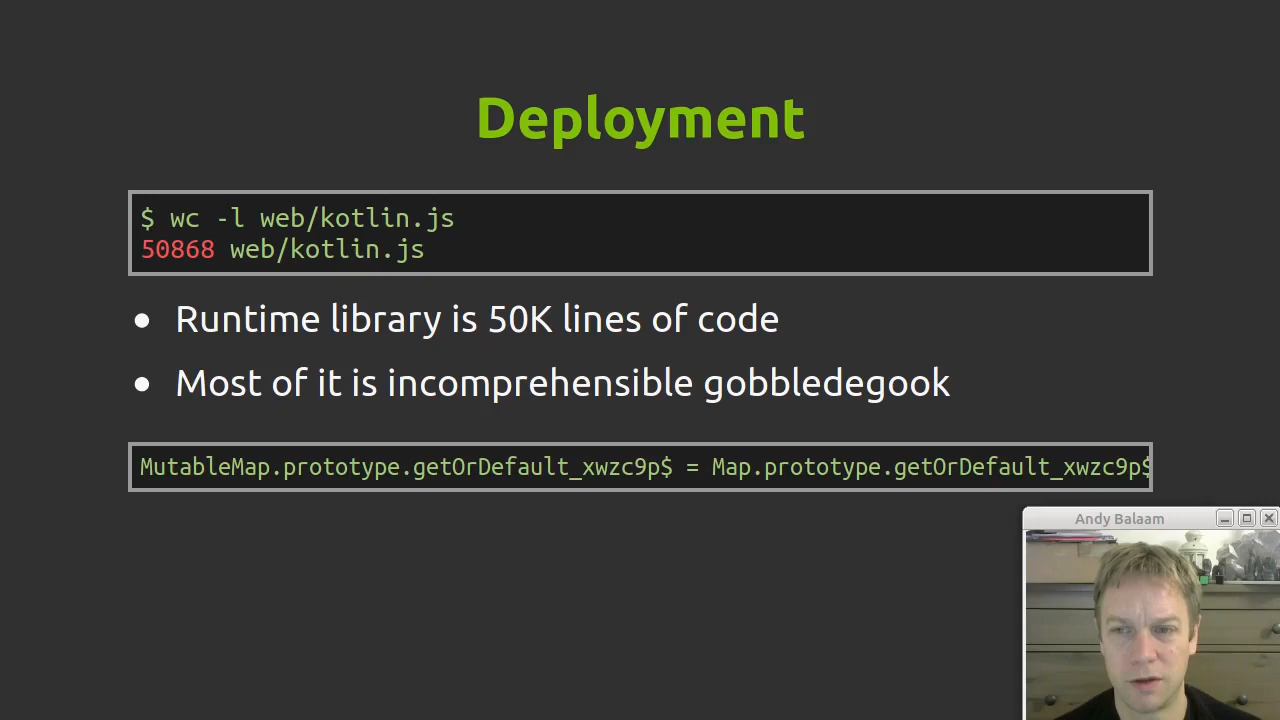 Deployment
$ wc -l web/kotlin.js
50868 web/kotlin.js
• Runtime library is 50K lines of code
• Most of it is incomprehensible gobbledegook
MutableMap.prototype.getOrDefault_xwzc9p$ = Map.prototype.getOrDefault_xwzc9p$
Andy Balaam